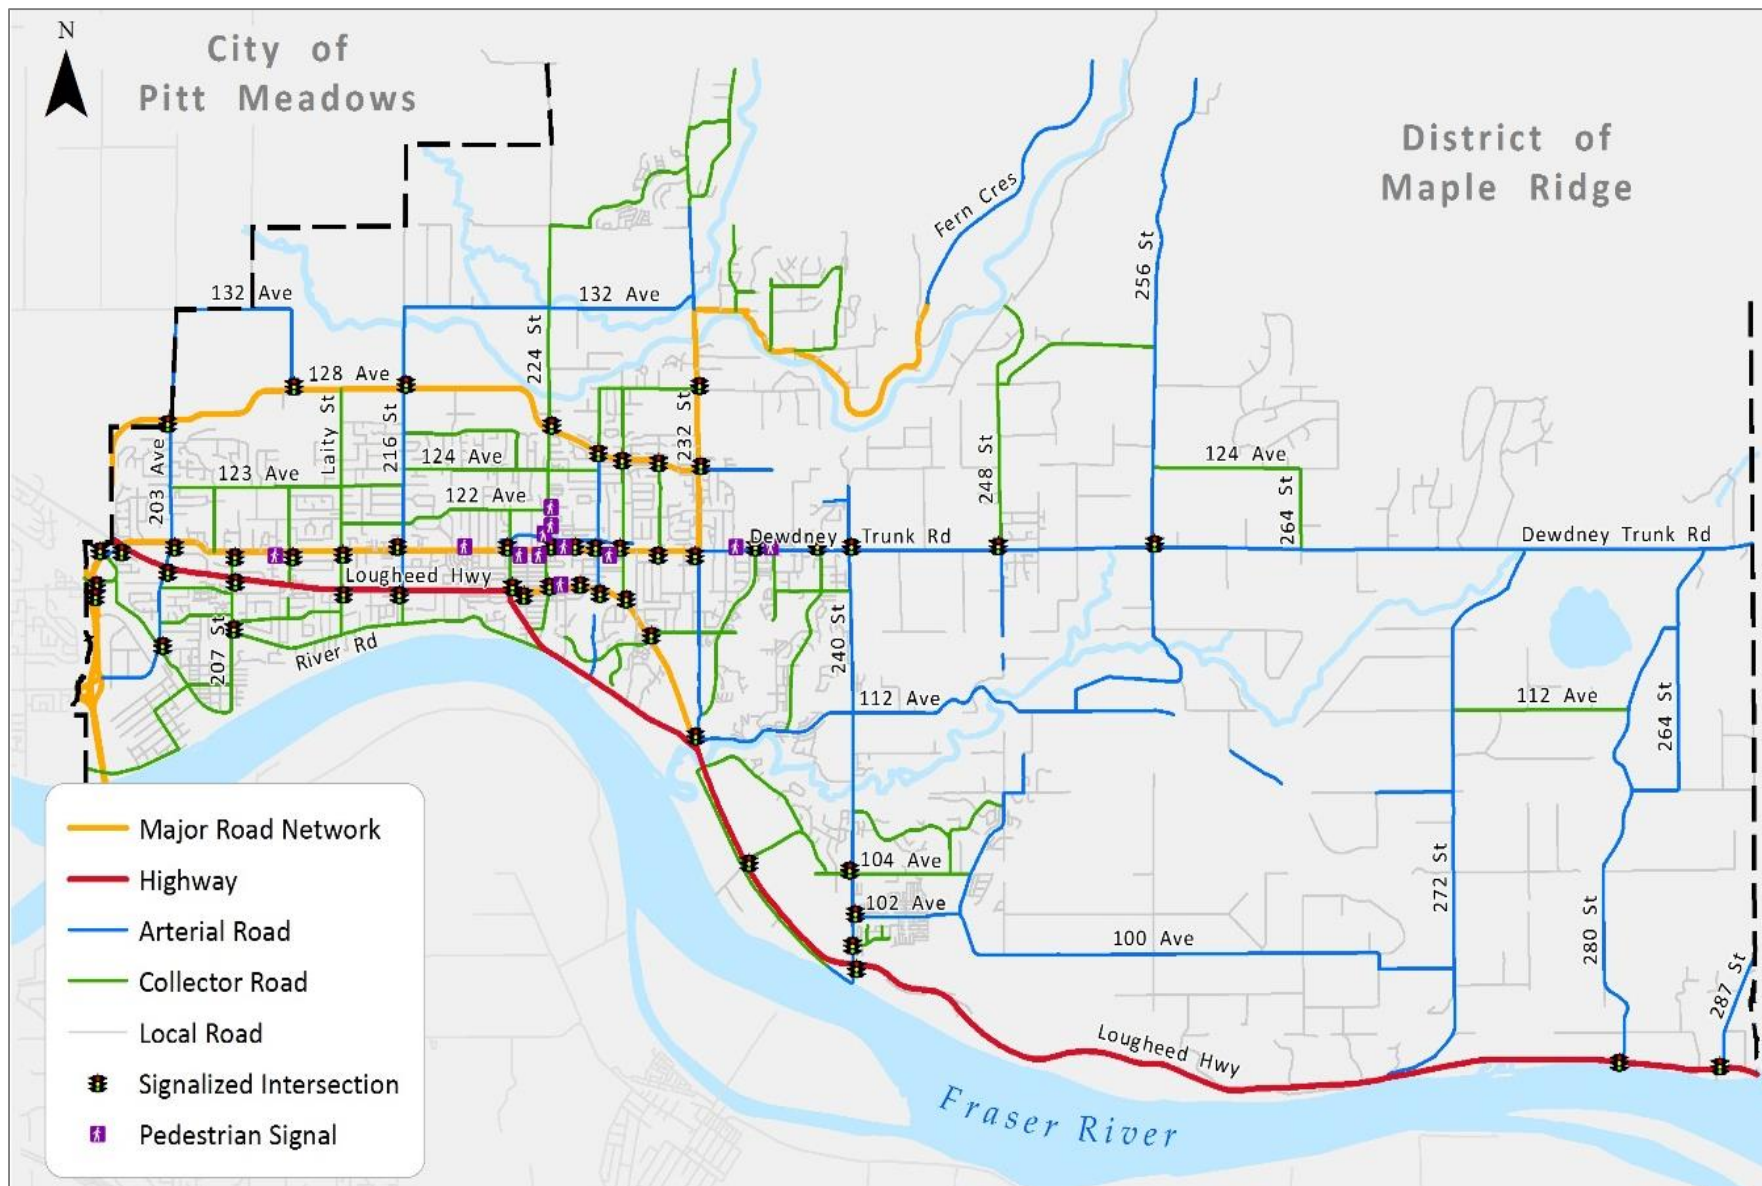 N
City of
Pitt Meadows
District of
Maple Ridge
Fern Cres
256 St
132 Ave
132 Ave
224 St
128 Ave
Laity St
216 St
232 St
203 Ave
123 Ave
124 Ave
122 Ave
248 St
124 Ave
264 St
Dewdney Trunk Rd
Dewdney Trunk Rd
Lougheed Hwy
207 St
River Rd
240 St
112 Ave
112 Ave
264 St
104 Ave
102 Ave
100 Ave
272 St
280 St
287 St
Lougheed Hwy
Fraser River
Major Road Network
Highway
Arterial Road
Collector Road
Local Road
Signalized Intersection
Pedestrian Signal